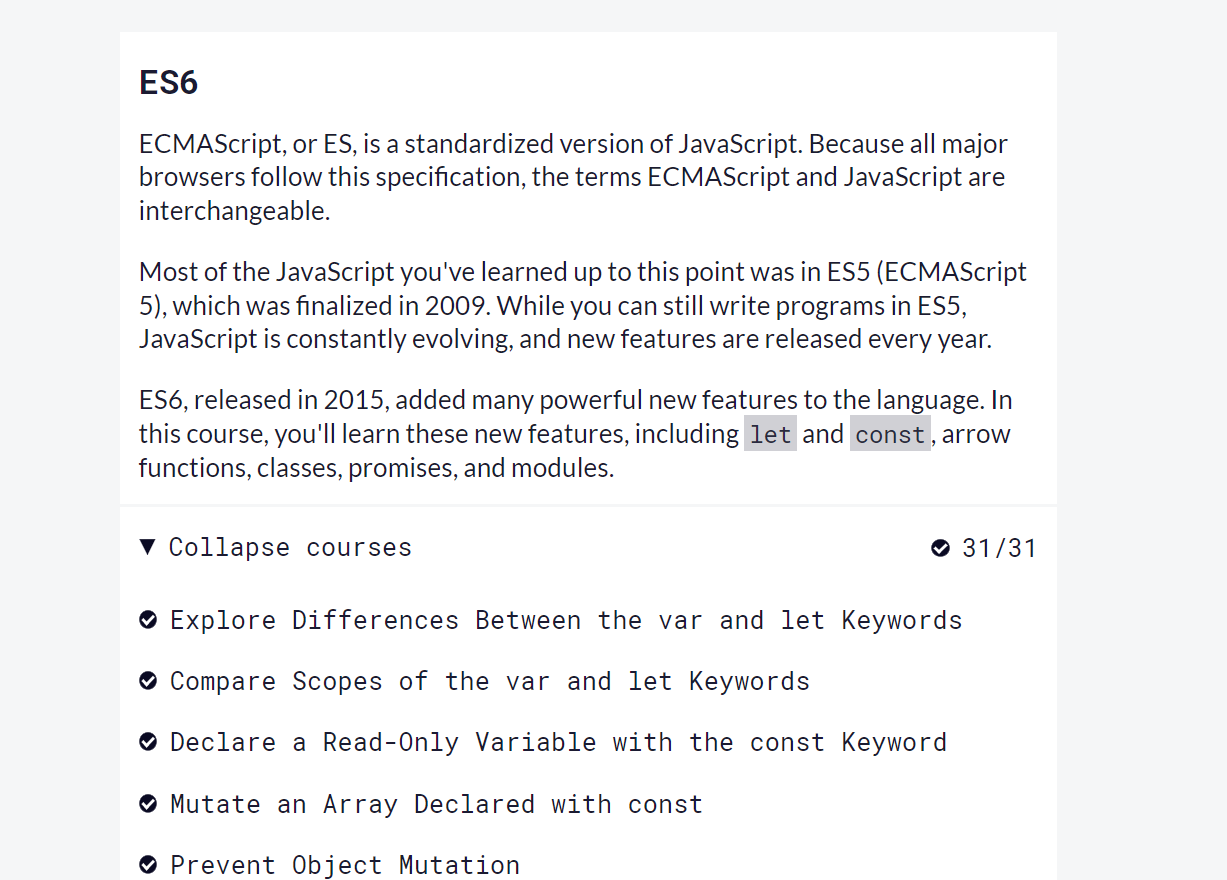 ES6
ECMAScript, or ES, is a standardized version of JavaScript. Because all major
browsers follow this specification, the terms ECMAScript and JavaScript are
interchangeable.
Most of the JavaScript you've learned up to this point was in ES5 (ECMAScript
5), which was finalized in 2009. While you can still write programs in ES5,
JavaScript is constantly evolving, and new features are released every year.
ES6, released in 2015, added many powerful new features to the language. In
this course, you'll learn these new features, including let and const, arrow
functions, classes, promises, and modules.
Collapse courses 31/31
Explore Differences Between the var and let Keywords
Compare Scopes of the var and let Keywords
Declare a Read-Only Variable with the const Keyword
Mutate an Array Declared with const
Prevent Object Mutation